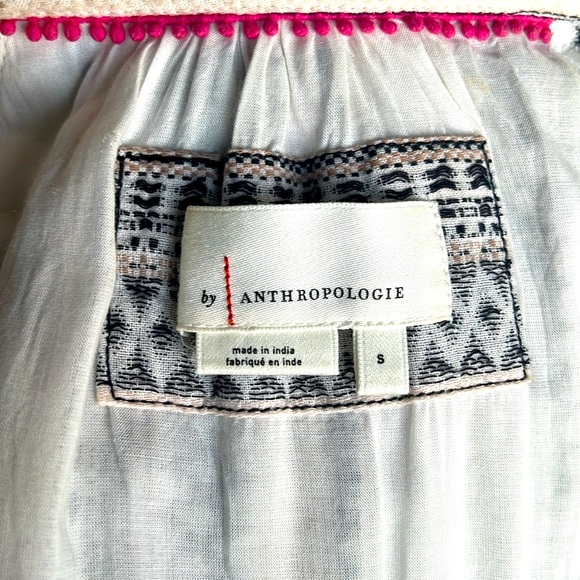 by ANTHROPOLOGIE
made in india
fabriqué en inde
S